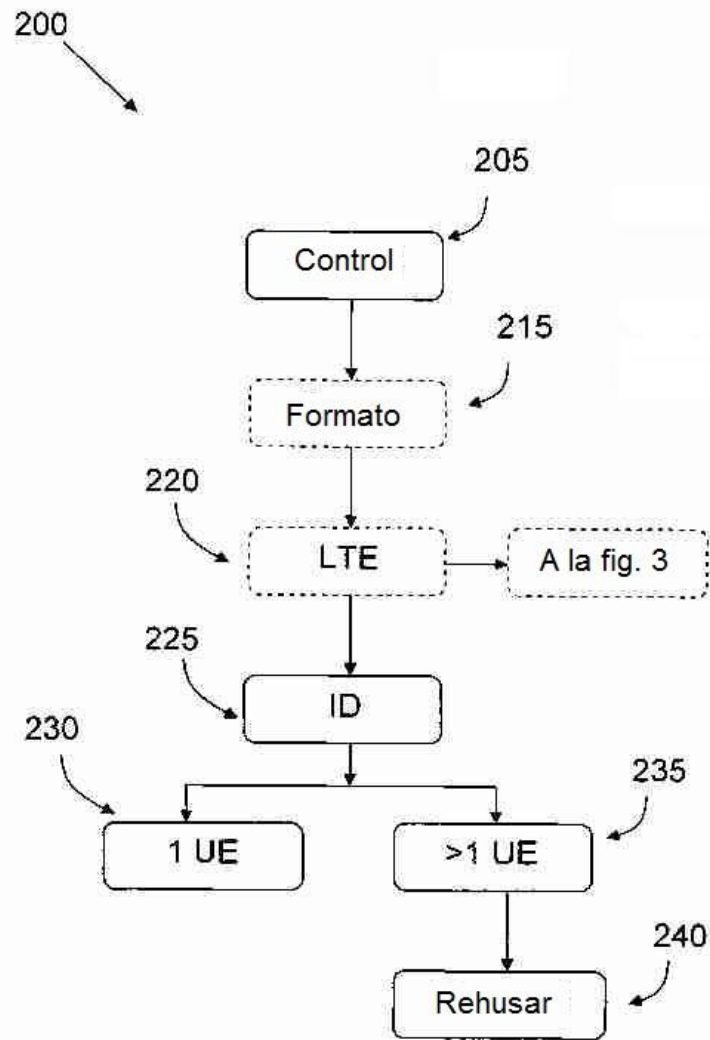 200
205
Control
215
Formato
220
LTE
A la fig. 3
225
ID
230
235
1 UE
>1 UE
240
Rehusar